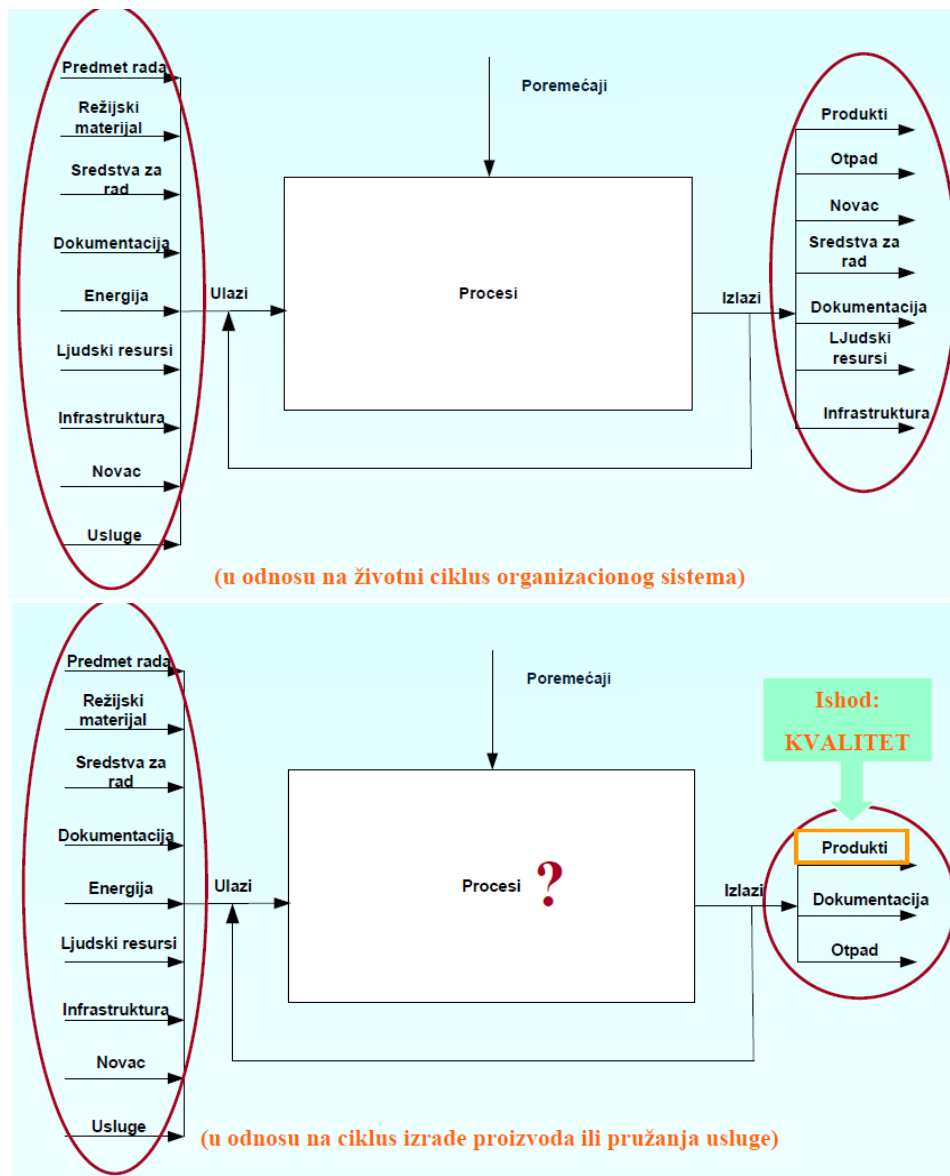 Predmet rada
Režijski
materijal
Sredstva za
rad
Dokumentacija
Energija
Ljudski resursi
Infrastruktura
Novac
Usluge
Ulazi
Poremećaji
Procesi
Izlazi
Produkti
Otpad
Novac
Sredstva za
rad
Dokumentacija
LJudski
resursi
Infrastruktura
(u odnosu na životni ciklus organizacionog sistema)
Predmet rada
Režijski
materijal
Sredstva za
rad
Dokumentacija
Energija
Ljudski resursi
Infrastruktura
Novac
Usluge
Ulazi
Poremećaji
Procesi ?
Izlazi
Ishod:
KVALITET
Produkti
Dokumentacija
Otpad
(u odnosu na ciklus izrade proizvoda ili pružanja usluge)